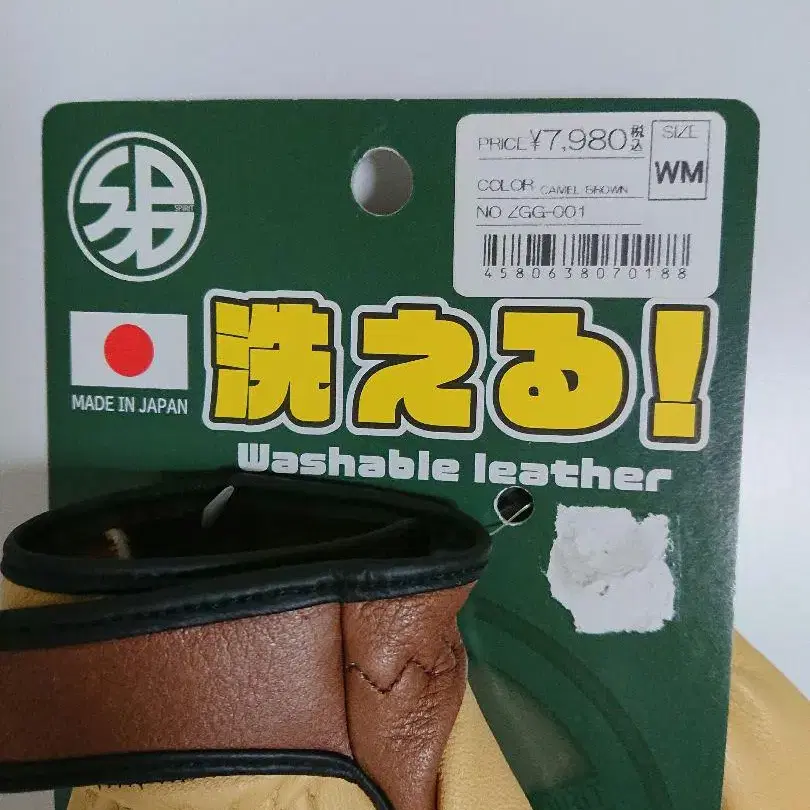 SPIRIT
PRICE ¥7,980 税込
SIZE
WM
COLOR CAMEL BROWN
NO ZGG-001
4580638070188
MADE IN JAPAN
洗える!
Washable leather